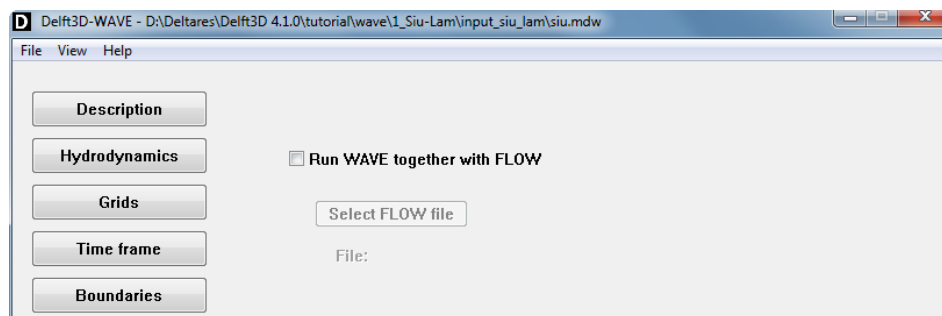 Delft3D-WAVE - D:\Deltares\Delft3D 4.1.0\tutorial\wave\1_Siu-Lam\input_siu_lam\siu.mdw
File View Help
Description
Hydrodynamics
Run WAVE together with FLOW
Grids
Select FLOW file
Time frame
File:
Boundaries